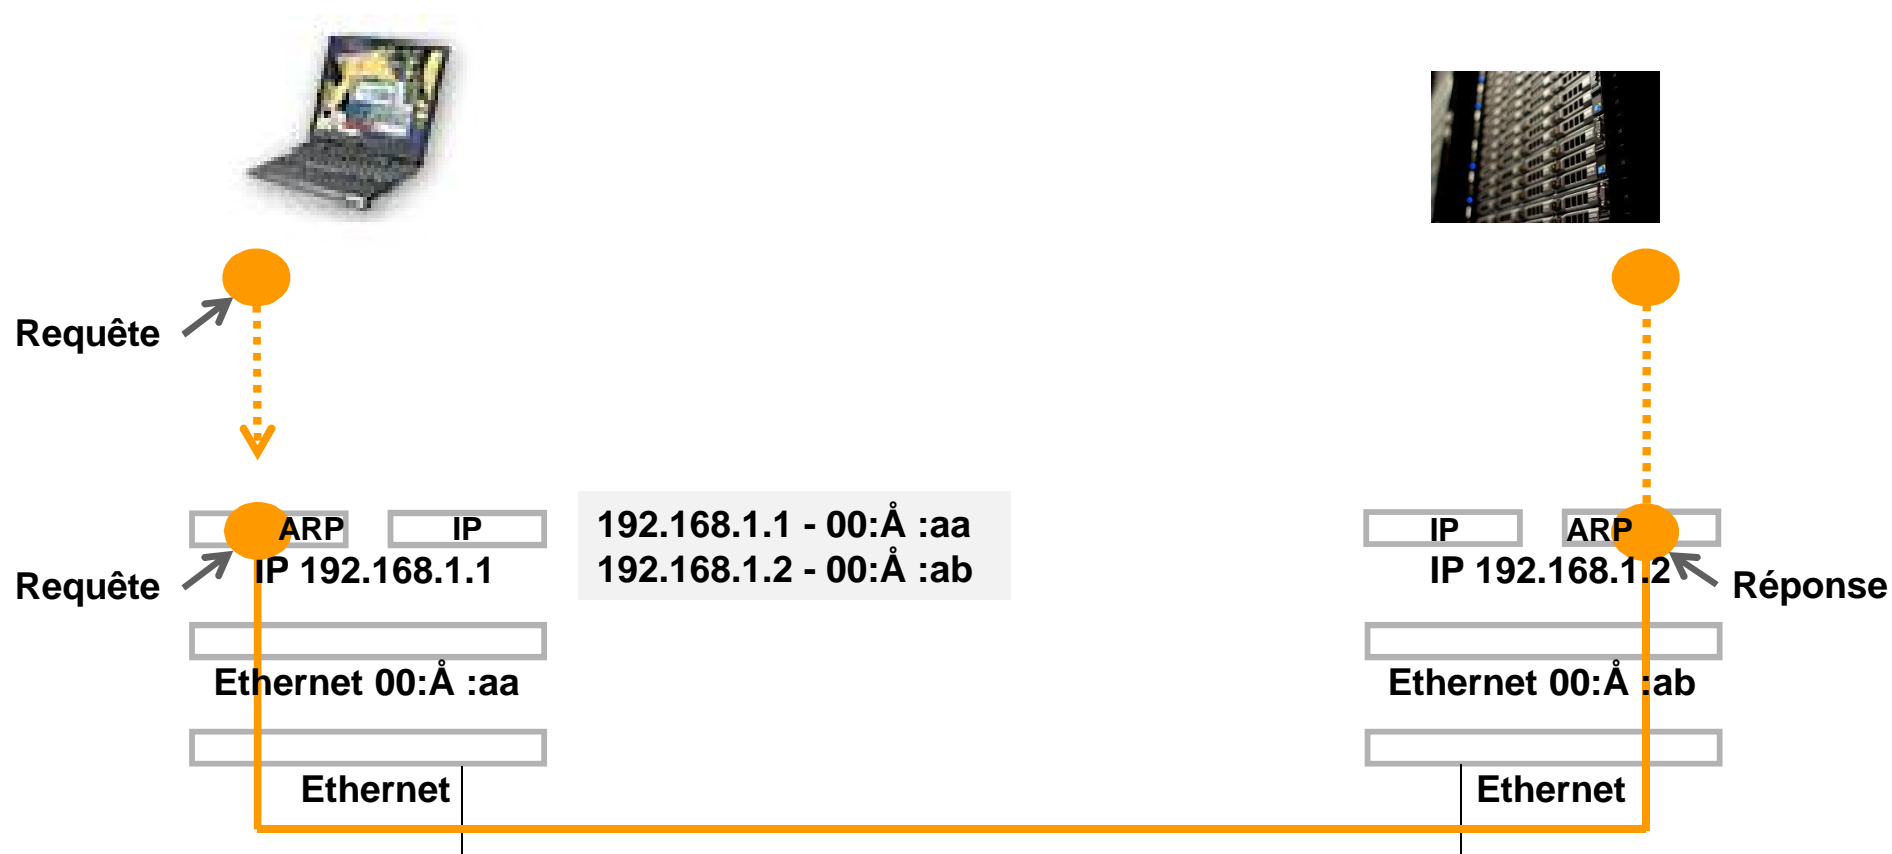 Requête
ARP
IP
192.168.1.1 - 00:Å :aa
IP
ARP
IP 192.168.1.1
192.168.1.2 - 00:Å :ab
IP 192.168.1.2
Requête
Réponse
Ethernet 00:Å :aa
Ethernet 00:Å :ab
Ethernet
Ethernet